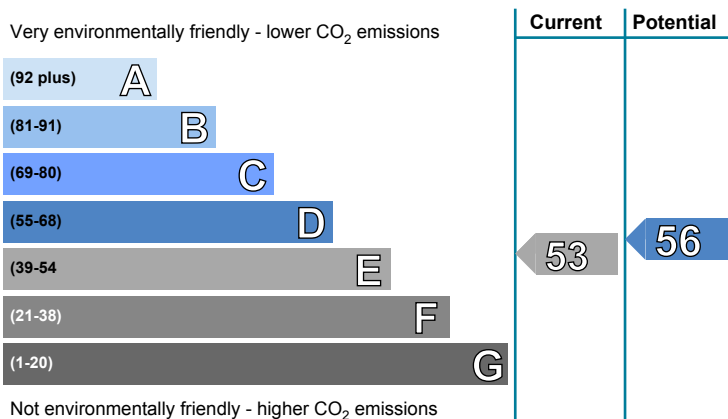 Current Potential
Very environmentally friendly - lower CO2 emissions
(92 plus) A
(81-91) B
(69-80) C
(55-68) D
(39-54 E
53 56
(21-38) F
(1-20) G
Not environmentally friendly - higher CO2 emissions